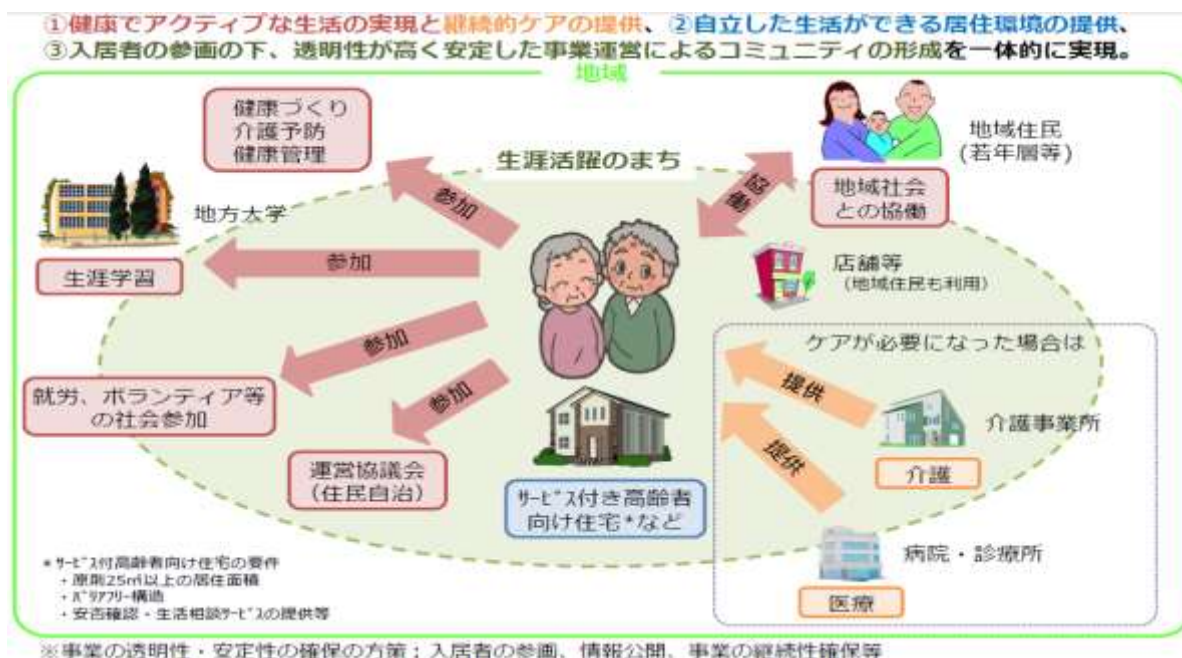 ①健康でアクティブな生活の実現と継続的ケアの提供、②自立した生活ができる居住環境の提供、
③入居者の参画の下、透明性が高く安定した事業運営によるコミュニティの形成を一体的に実現。
地域
健康づくり
介護予防
健康管理
生涯活躍のまち
地域住民
(若年層等)
参加
協働
地域社会
との協働
地方大学
生涯学習
参加
店舗等
（地域住民も利用）
参加
ケアが必要になった場合は
就労、ボランティア等
の社会参加
参加
提供
介護事業所
介護
運営協議会
（住民自治）
ｻｰﾋﾞｽ付き高齢者
向け住宅*など
提供
病院・診療所
医療
*ｻｰﾋﾞｽ付高齢者向け住宅の要件
・原則25㎡以上の居住面積
・ﾊﾞﾘｱﾌﾘｰ構造
・安否確認・生活相談ｻｰﾋﾞｽの提供等
※事業の透明性・安定性の確保の方策：入居者の参画、情報公開、事業の継続性確保等